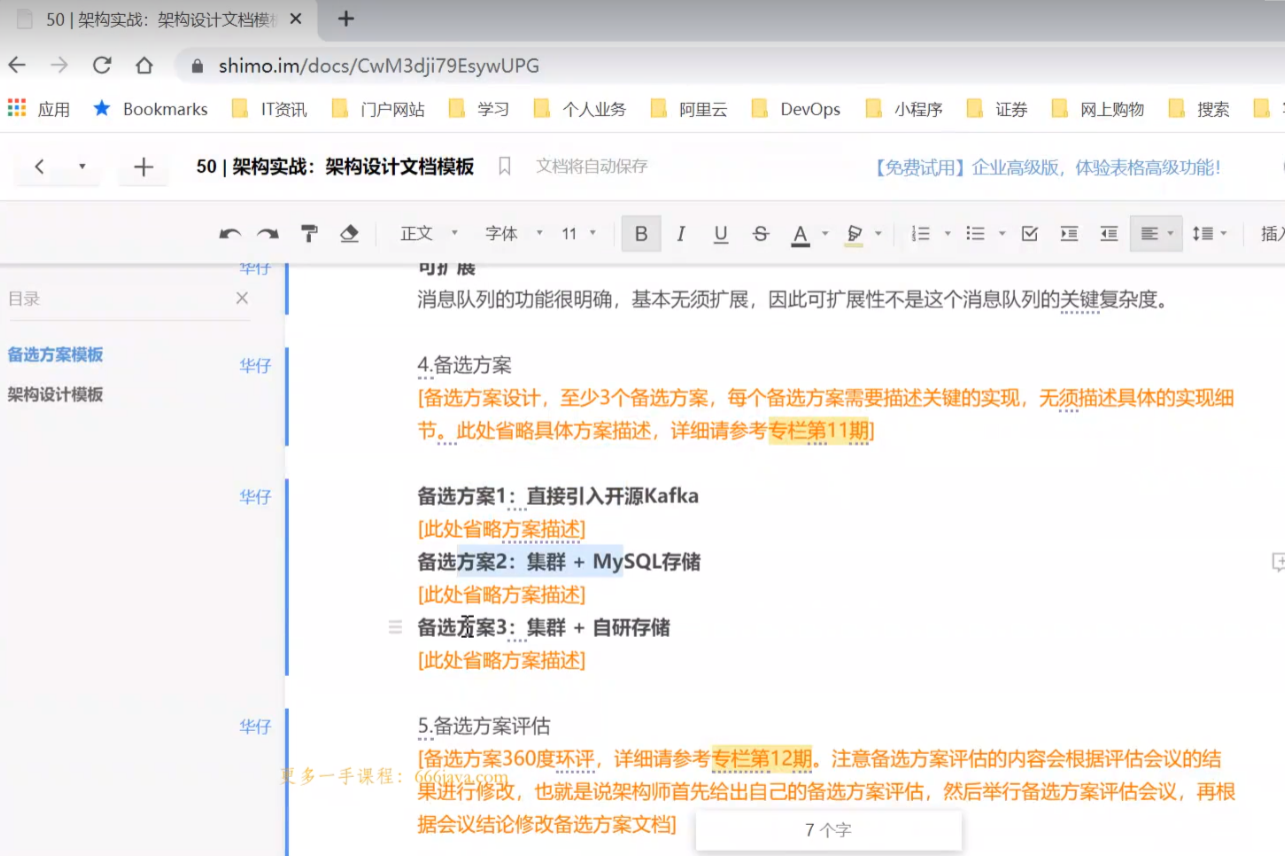 50 | 架构实战：架构设计文档模板
shimo.im/docs/CwM3dji79EsywUPG
应用 Bookmarks IT资讯 门户网站 学习 个人业务 阿里云 DevOps 小程序 证券 网上购物 搜索
50 | 架构实战：架构设计文档模板 文档将自动保存 【免费试用】企业高级版，体验表格高级功能！
正文 字体 11 B I U S A 插入
华仔 可扩展
目录
消息队列的功能很明确，基本无须扩展，因此可扩展性不是这个消息队列的关键复杂度。
备选方案模板
架构设计模板
华仔 4.备选方案
[备选方案设计，至少3个备选方案，每个备选方案需要描述关键的实现，无须描述具体的实现细
节。此处省略具体方案描述，详细请参考专栏第11期]
华仔 备选方案1：直接引入开源Kafka
[此处省略方案描述]
备选方案2：集群 + MySQL存储
[此处省略方案描述]
备选方案3：集群 + 自研存储
[此处省略方案描述]
华仔 5.备选方案评估
[备选方案360度环评，详细请参考专栏第12期。注意备选方案评估的内容会根据评估会议的结
更多一手课程：666java.com
果进行修改，也就是说架构师首先给出自己的备选方案评估，然后举行备选方案评估会议，再根
据会议结论修改备选方案文档]
7 个字